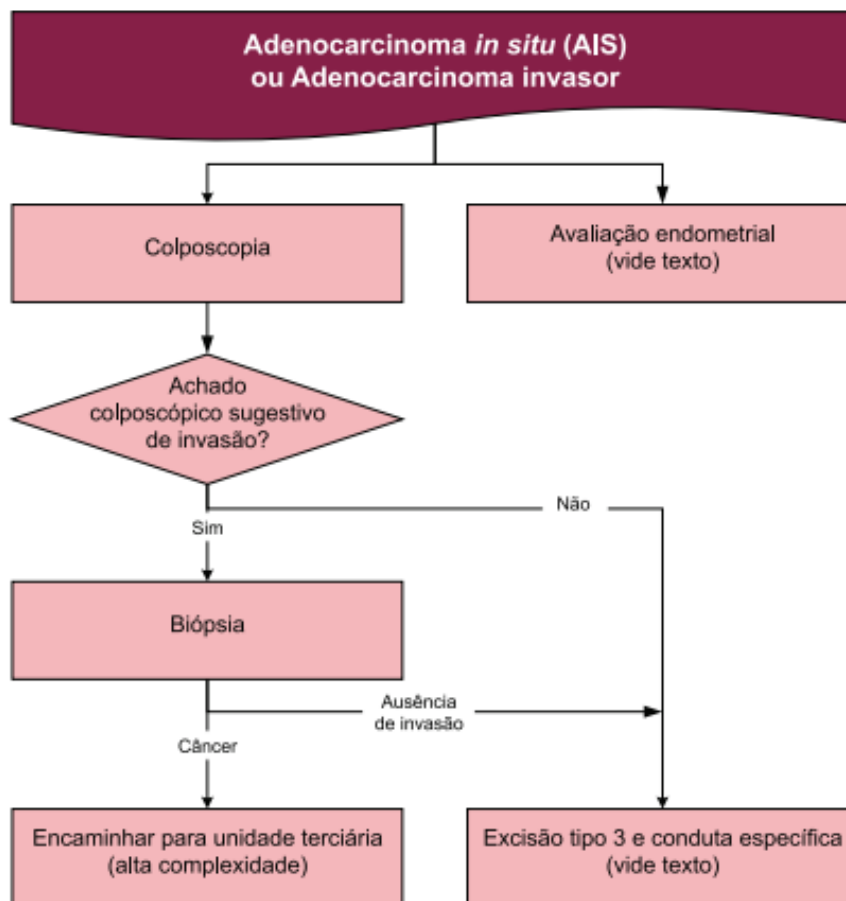 Adenocarcinoma in situ (AIS)
ou Adenocarcinoma invasor
Colposcopia
Avaliação endometrial
(vide texto)
Achado
colposcópico sugestivo
de invasão?
Não
Sim
Biópsia
Ausência
de invasão
Câncer
Encaminhar para unidade terciária
(alta complexidade)
Excisão tipo 3 e conduta específica
(vide texto)